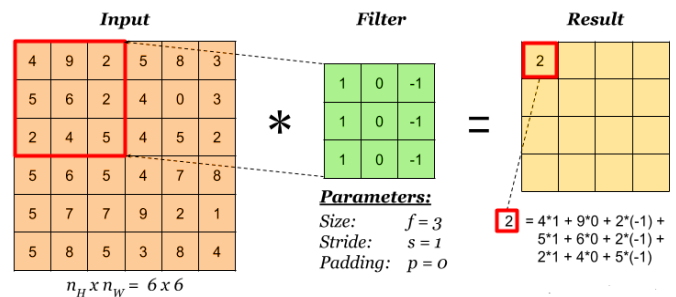 Input Filter Result
4 9 2 5 8 3
5 6 2 4 0 3
2 4 5 4 5 2
5 6 5 4 7 8
5 7 7 9 2 1
5 8 5 3 8 4
n_H x n_W = 6 x 6
*
1 0 -1
1 0 -1
1 0 -1
Parameters:
Size: f = 3
Stride: s = 1
Padding: p = 0
=
2
2 = 4*1 + 9*0 + 2*(-1) +
5*1 + 6*0 + 2*(-1) +
2*1 + 4*0 + 5*(-1)